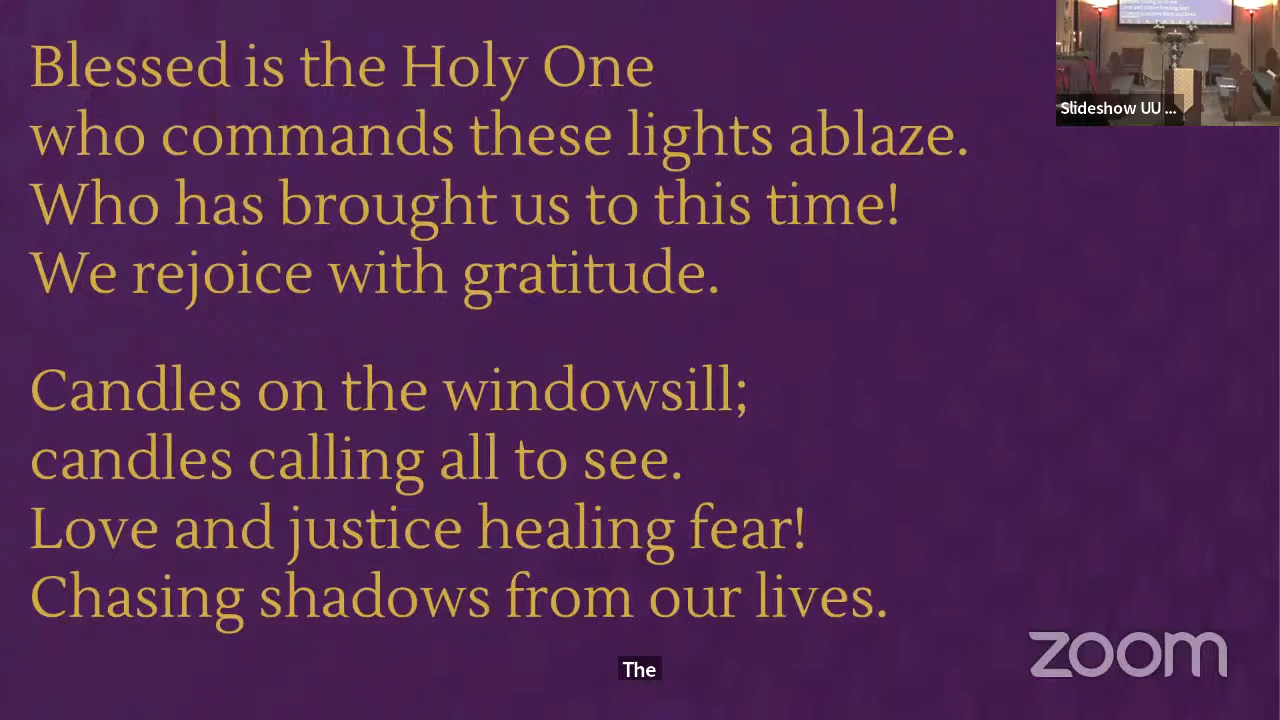 Blessed is the Holy One
who commands these lights ablaze.
Who has brought us to this time!
We rejoice with gratitude.
Candles on the windowsill;
candles calling all to see.
Love and justice healing fear!
Chasing shadows from our lives.
Slideshow UU ...
The
zoom